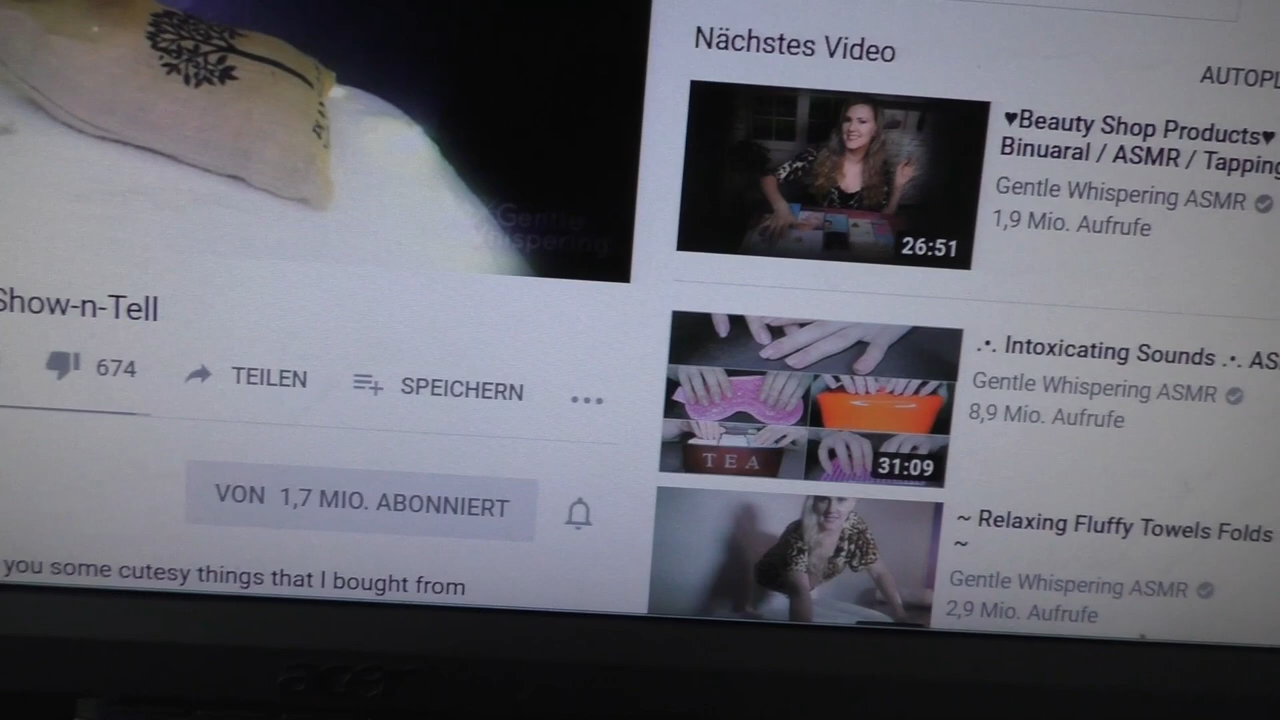 Gentle
Whispering
Show-n-Tell
674
TEILEN
SPEICHERN
VON 1,7 MIO. ABONNIERT
you some cutesy things that I bought from
Nächstes Video
AUTOPL
26:51
♥Beauty Shop Products♥
Binuaral / ASMR / Tapping
Gentle Whispering ASMR
1,9 Mio. Aufrufe
TEA
31:09
.•. Intoxicating Sounds .•. AS
Gentle Whispering ASMR
8,9 Mio. Aufrufe
~ Relaxing Fluffy Towels Folds
~
Gentle Whispering ASMR
2,9 Mio. Aufrufe
acer